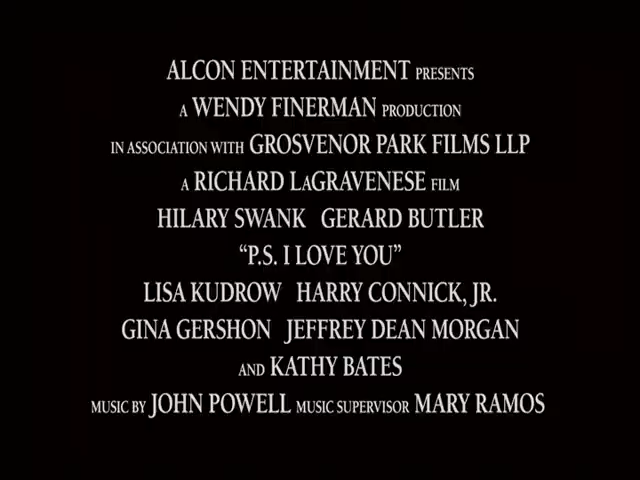 ALCON ENTERTAINMENT PRESENTS
A WENDY FINERMAN PRODUCTION
IN ASSOCIATION WITH GROSVENOR PARK FILMS LLP
A RICHARD LAGRAVENESE FILM
HILARY SWANK GERARD BUTLER
“P.S. I LOVE YOU”
LISA KUDROW HARRY CONNICK, JR.
GINA GERSHON JEFFREY DEAN MORGAN
AND KATHY BATES
MUSIC BY JOHN POWELL MUSIC SUPERVISOR MARY RAMOS